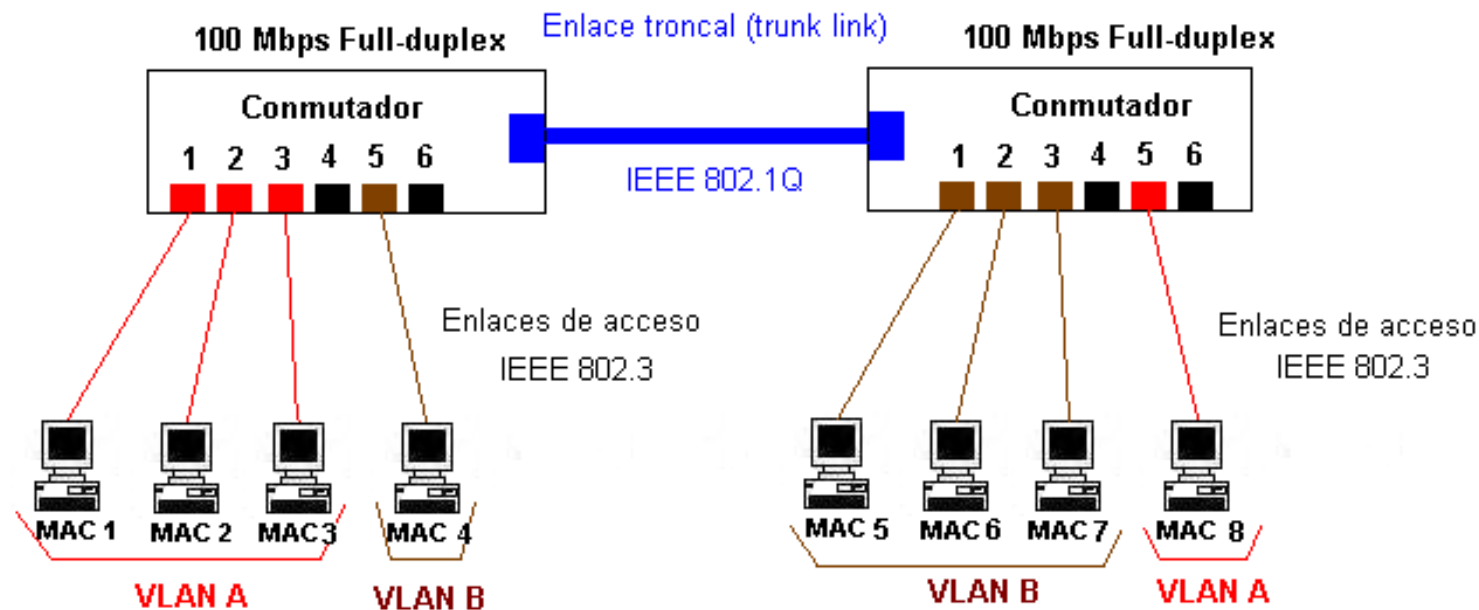 Enlace troncal (trunk link)
100 Mbps Full-duplex
100 Mbps Full-duplex
Conmutador
1 2 3 4 5 6
Conmutador
1 2 3 4 5 6
IEEE 802.1Q
Enlaces de acceso
IEEE 802.3
Enlaces de acceso
IEEE 802.3
MAC 1
MAC 2
MAC3
MAC 4
MAC 5
MAC 6
MAC 7
MAC 8
VLAN A
VLAN B
VLAN B
VLAN A